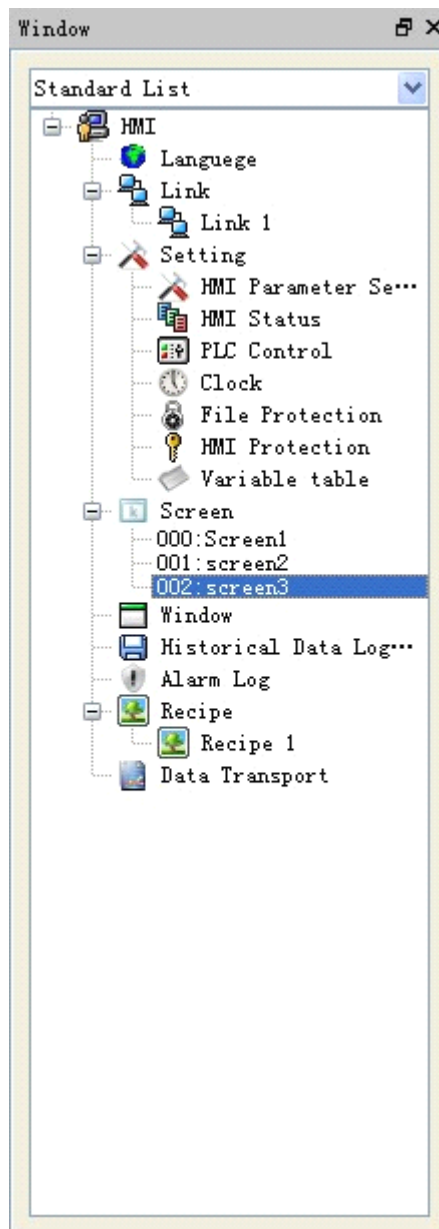 Window
Standard List
HMI
Languege
Link
Link 1
Setting
HMI Parameter Se...
HMI Status
PLC Control
Clock
File Protection
HMI Protection
Variable table
Screen
000:Screen1
001:screen2
002:screen3
Window
Historical Data Log...
Alarm Log
Recipe
Recipe 1
Data Transport